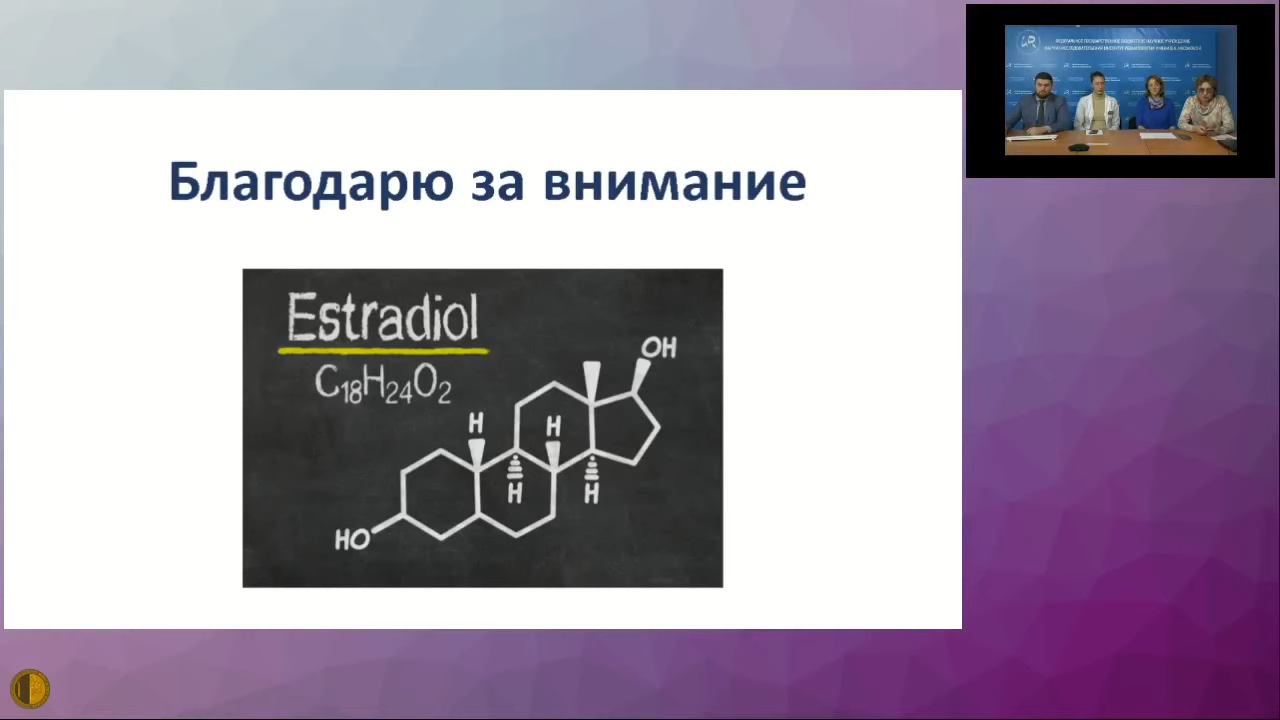 Благодарю за внимание
Estradiol
C18H24O2
OH
H
H
H
H
HO